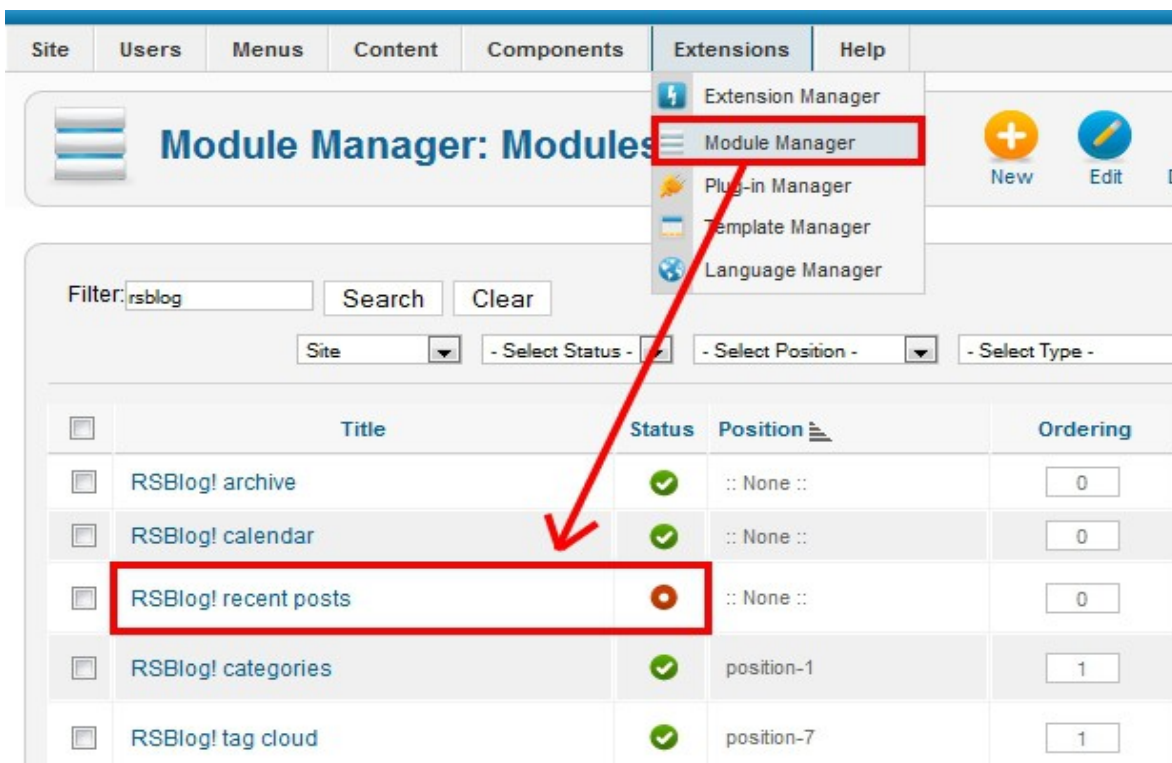 Site Users Menus Content Components Extensions Help
Extension Manager
Module Manager: Modules
Module Manager
New Edit
Plug-in Manager
Template Manager
Language Manager
Filter: rsblog Search Clear
Site - Select Status - - Select Position - - Select Type -
Title Status Position Ordering
RSBlog! archive :: None :: 0
RSBlog! calendar :: None :: 0
RSBlog! recent posts :: None :: 0
RSBlog! categories position-1 1
RSBlog! tag cloud position-7 1